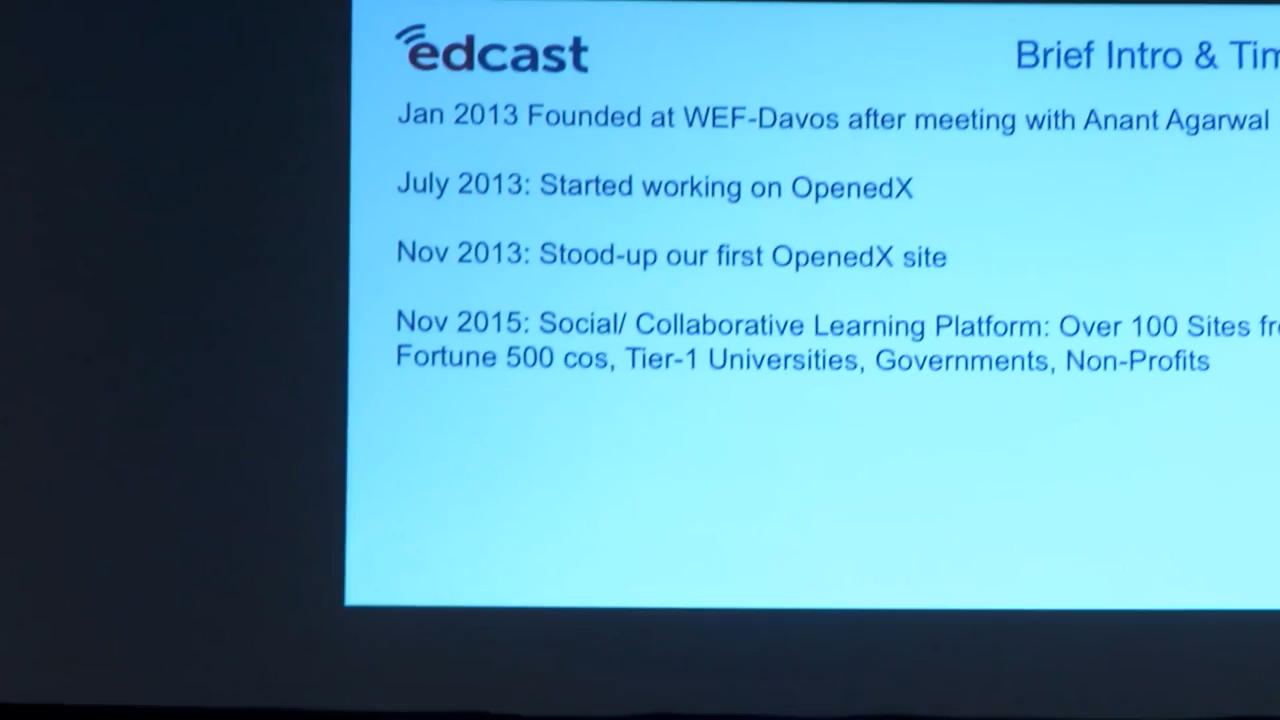 edcast
Brief Intro &
Jan 2013 Founded at WEF-Davos after meeting with Anant Agarwal
July 2013: Started working on OpenedX
Nov 2013: Stood-up our first OpenedX site
Nov 2015: Social/ Collaborative Learning Platform: Over 100 Sites
Fortune 500 cos, Tier-1 Universities, Governments, Non-Profits